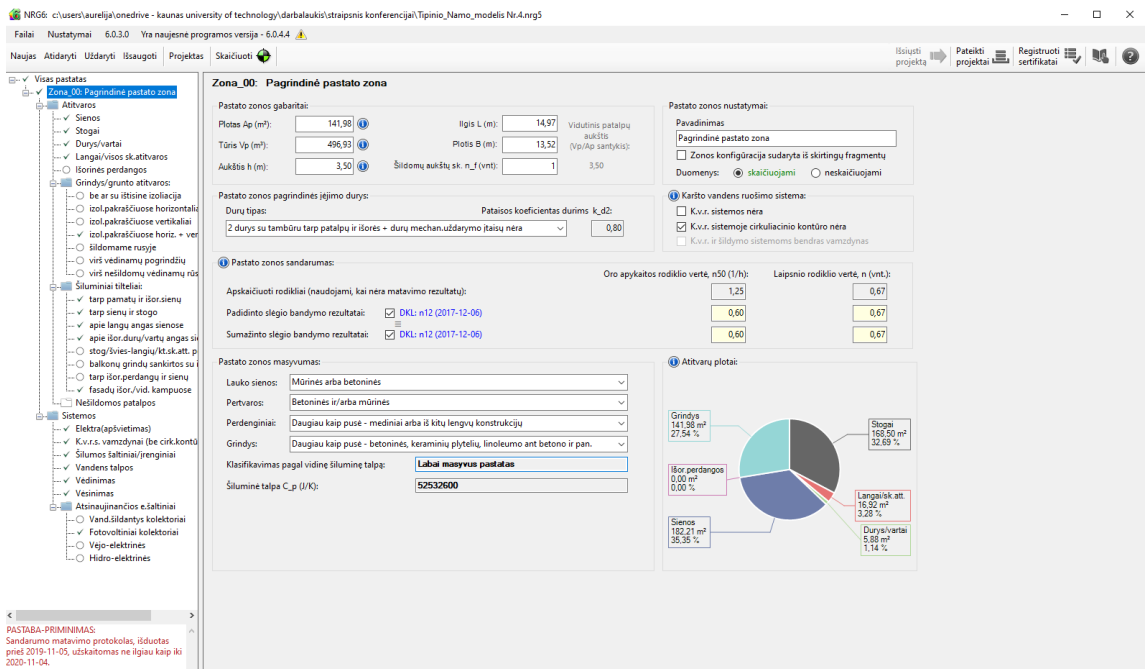 NRG6: c:\users\aurelija\onedrive - kaunas university of technology\darbalaukis\straipsnis konferencijai\Tipinio_Namo_modelis Nr.4.nrg5
Failai Nustatymai 6.0.3.0 Yra naujesnė programos versija - 6.0.4.4
Naujas Atidaryti Uždaryti Išsaugoti Projektas Skaičiuoti
Išsiųsti projektą
Pateikti projektai
Registruoti sertifikatai
Visas pastatas
Zona_00: Pagrindinė pastato zona
Atitvaros
Sienos
Stogai
Durys/vartai
Langai/visos sk.atitvaros
Išorinės perdangos
Grindys/grunto atitvaros:
be ar su ištisine izoliacija
izol.pakraščiuose horizontalia
izol.pakraščiuose vertikaliai
izol.pakraščiuose horiz. + ver
šildomame rusyje
virš vėdinamų pogrindžių
virš nešildomų vėdinamų rūs
Šiluminiai tilteliai:
tarp pamatų ir išor.sienų
tarp sienų ir stogo
apie langų angas sienose
apie išor.durų/vartų angas si
stog/švies-langių/kt.sk.att. p
balkonų grindų sankirtos su i
tarp išor.perdangų ir sienų
fasadų išor./vid. kampuose
Nešildomos patalpos
Sistemos
Elektra(apšvietimas)
K.v.r.s. vamzdynai (be cirk.kontū
Šilumos šaltiniai/įrenginiai
Vandens talpos
Vėdinimas
Vėsinimas
Atsinaujinančios e.šaltiniai
Vand.šildantys kolektoriai
Fotovoltiniai kolektoriai
Vėjo-elektrinės
Hidro-elektrinės
PASTABA-PRIMINIMAS:
Sandarumo matavimo protokolas, išduotas
prieš 2019-11-05, užskaitomas ne ilgiau kaip iki
2020-11-04.
Zona_00: Pagrindinė pastato zona
Pastato zonos gabaritai:
Plotas Ap (m²): 141,98
Ilgis L (m): 14,97
Tūris Vp (m³): 496,93
Plotis B (m): 13,52
Aukštis h (m): 3,50
Šildomų aukštų sk. n_f (vnt): 1
Vidutinis patalpų
aukštis
(Vp/Ap santykis):
3,50
Pastato zonos nustatymai:
Pavadinimas
Pagrindinė pastato zona
Zonos konfigūracija sudaryta iš skirtingų fragmentų
Duomenys: skaičiuojami neskaičiuojami
Pastato zonos pagrindinės įėjimo durys:
Durų tipas: Pataisos koeficientas durims k_d2:
2 durys su tambūru tarp patalpų ir išorės + durų mechan.uždarymo įtaisų nėra 0,80
Karšto vandens ruošimo sistema:
K.v.r. sistemos nėra
K.v.r. sistemoje cirkuliacinio kontūro nėra
K.v.r. ir šildymo sistemoms bendras vamzdynas
Pastato zonos sandarumas:
Oro apykaitos rodiklio vertė, n50 (1/h): Laipsnio rodiklio vertė, n (vnt.):
Apskaičiuoti rodikliai (naudojami, kai nėra matavimo rezultatų): 1,25 0,67
Padidinto slėgio bandymo rezultatai: DKL: n12 (2017-12-06) 0,60 0,67
Sumažinto slėgio bandymo rezultatai: DKL: n12 (2017-12-06) 0,60 0,67
Pastato zonos masyvumas:
Lauko sienos: Mūrinės arba betoninės
Pertvaros: Betoninės ir/arba mūrinės
Perdenginiai: Daugiau kaip pusė - mediniai arba iš kitų lengvų konstrukcijų
Grindys: Daugiau kaip pusė - betoninės, keraminių plytelių, linoleumo ant betono ir pan.
Klasifikavimas pagal vidinę šiluminę talpą: Labai masyvus pastatas
Šiluminė talpa C_p (J/K): 52532600
Atitvarų plotai:
Grindys
141,98 m²
27,54 %
Stogai
168,50 m²
32,69 %
Išor.perdangos
0,00 m²
0,00 %
Langai/sk.att.
16,92 m²
3,28 %
Sienos
182,21 m²
35,35 %
Durys/vartai
5,88 m²
1,14 %